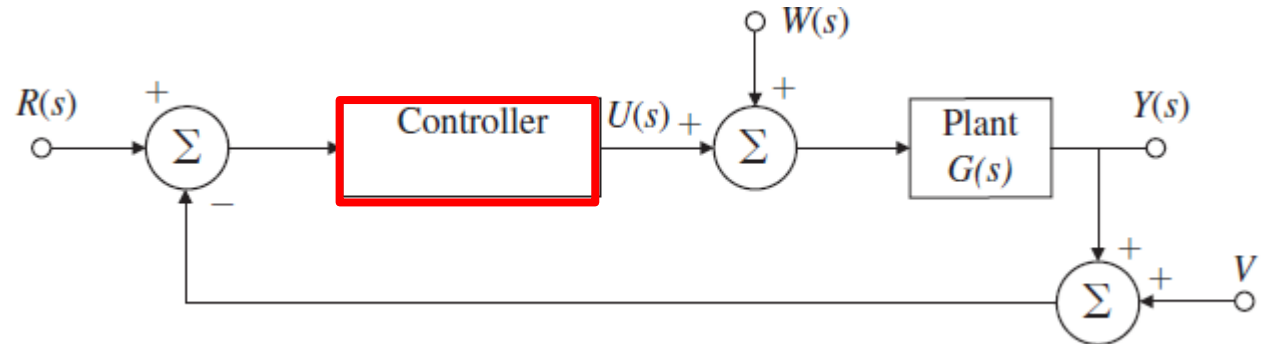 W(s)
+
R(s)
+
Σ
−
Controller
U(s)
+
Σ
Plant
G(s)
Y(s)
+
+
Σ
V